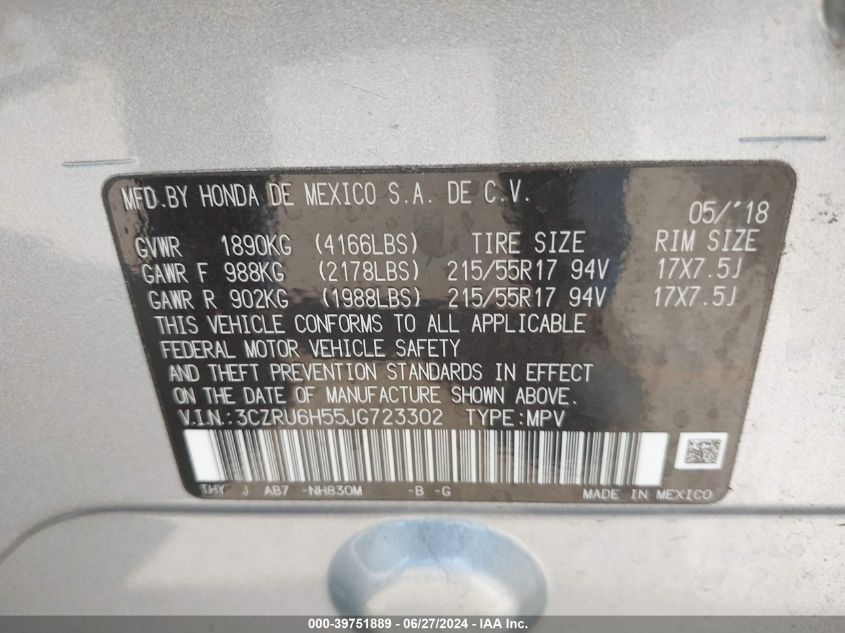 MFD.BY HONDA DE MEXICO S.A. DE C.V. 05/'18
GVWR 1890KG (4166LBS) TIRE SIZE RIM SIZE
GAWR F 988KG (2178LBS) 215/55R17 94V 17X7.5J
GAWR R 902KG (1988LBS) 215/55R17 94V 17X7.5J
THIS VEHICLE CONFORMS TO ALL APPLICABLE
FEDERAL MOTOR VEHICLE SAFETY
AND THEFT PREVENTION STANDARDS IN EFFECT
ON THE DATE OF MANUFACTURE SHOWN ABOVE.
V.I.N.:3CZRU6H55JG723302 TYPE:MPV
THY J AB7 -NH830M -B -G MADE IN MEXICO
000-39751889 - 06/27/2024 - IAA Inc.